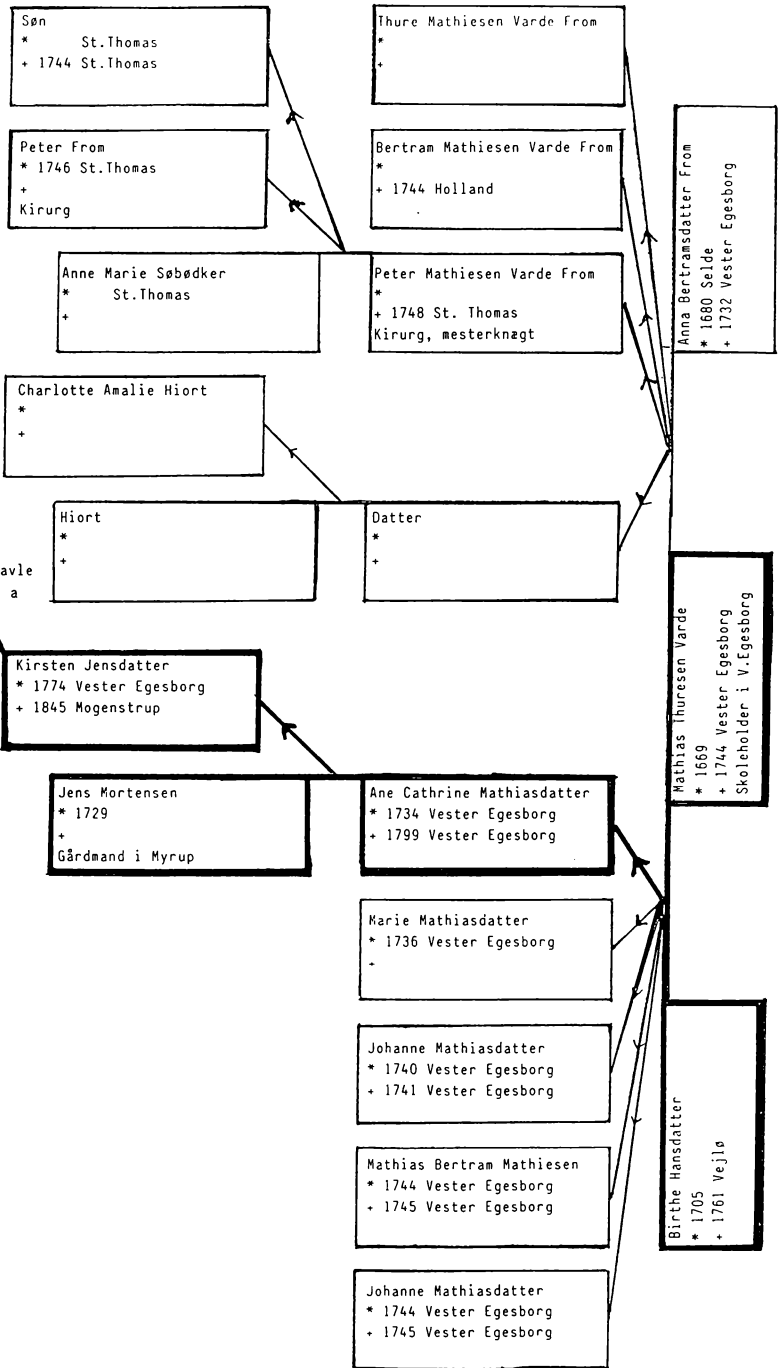 Søn
* St.Thomas
+ 1744 St.Thomas
Thure Mathiesen Varde From
*
+
Peter From
* 1746 St.Thomas
+
Kirurg
Bertram Mathiesen Varde From
*
+ 1744 Holland
Anne Marie Søbødker
* St.Thomas
+
Peter Mathiesen Varde From
*
+ 1748 St. Thomas
Kirurg, mesterknægt
Anna Bertramsdatter From
* 1680 Selde
+ 1732 Vester Egesborg
Charlotte Amalie Hiort
*
+
Hiort
*
+
Datter
*
+
avle
a
Kirsten Jensdatter
* 1774 Vester Egesborg
+ 1845 Mogenstrup
Mathias Thuresen Varde
* 1669
+ 1744 Vester Egesborg
Skoleholder i V.Egesborg
Jens Mortensen
* 1729
+
Gårdmand i Myrup
Ane Cathrine Mathiasdatter
* 1734 Vester Egesborg
+ 1799 Vester Egesborg
Karie Mathiasdatter
* 1736 Vester Egesborg
+
Johanne Mathiasdatter
* 1740 Vester Egesborg
+ 1741 Vester Egesborg
Mathias Bertram Mathiesen
* 1744 Vester Egesborg
+ 1745 Vester Egesborg
Birthe Hansdatter
* 1705
+ 1761 Vejlø
Johanne Mathiasdatter
* 1744 Vester Egesborg
+ 1745 Vester Egesborg